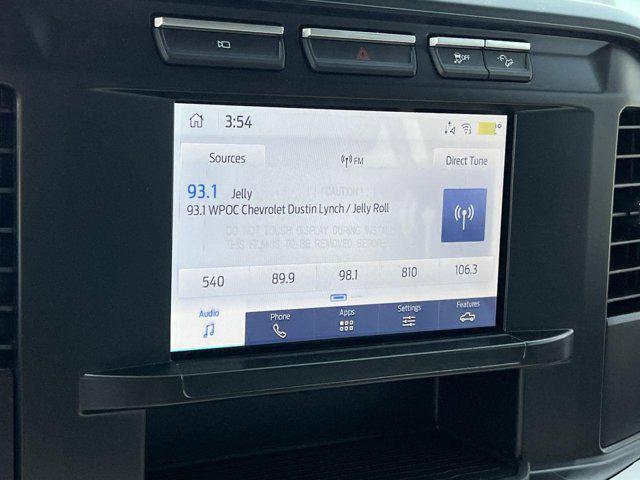 OFF
3:54
Sources
FM
Direct Tune
93.1 Jelly
93.1 WPOC Chevrolet Dustin Lynch / Jelly Roll
CAUTION
DO NOT TOUCH DISPLAY DURING INSTALL
THIS FILM IS TO BE REMOVED BEFORE
540 89.9 98.1 810 106.3
Audio Phone Apps Settings Features